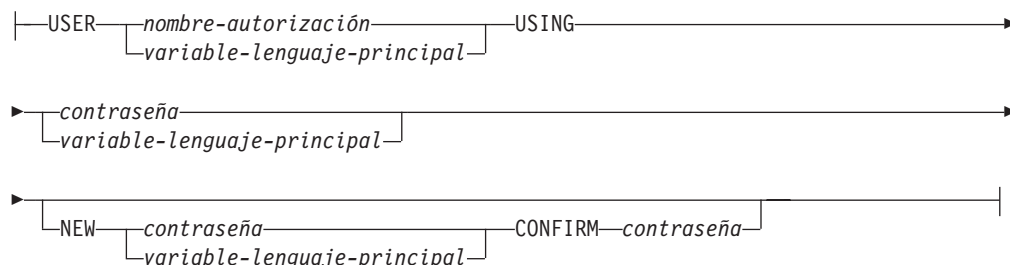 USER nombre-autorización USING
variable-lenguaje-principal
contraseña
variable-lenguaje-principal
NEW contraseña CONFIRM contraseña
variable-lenguaje-principal